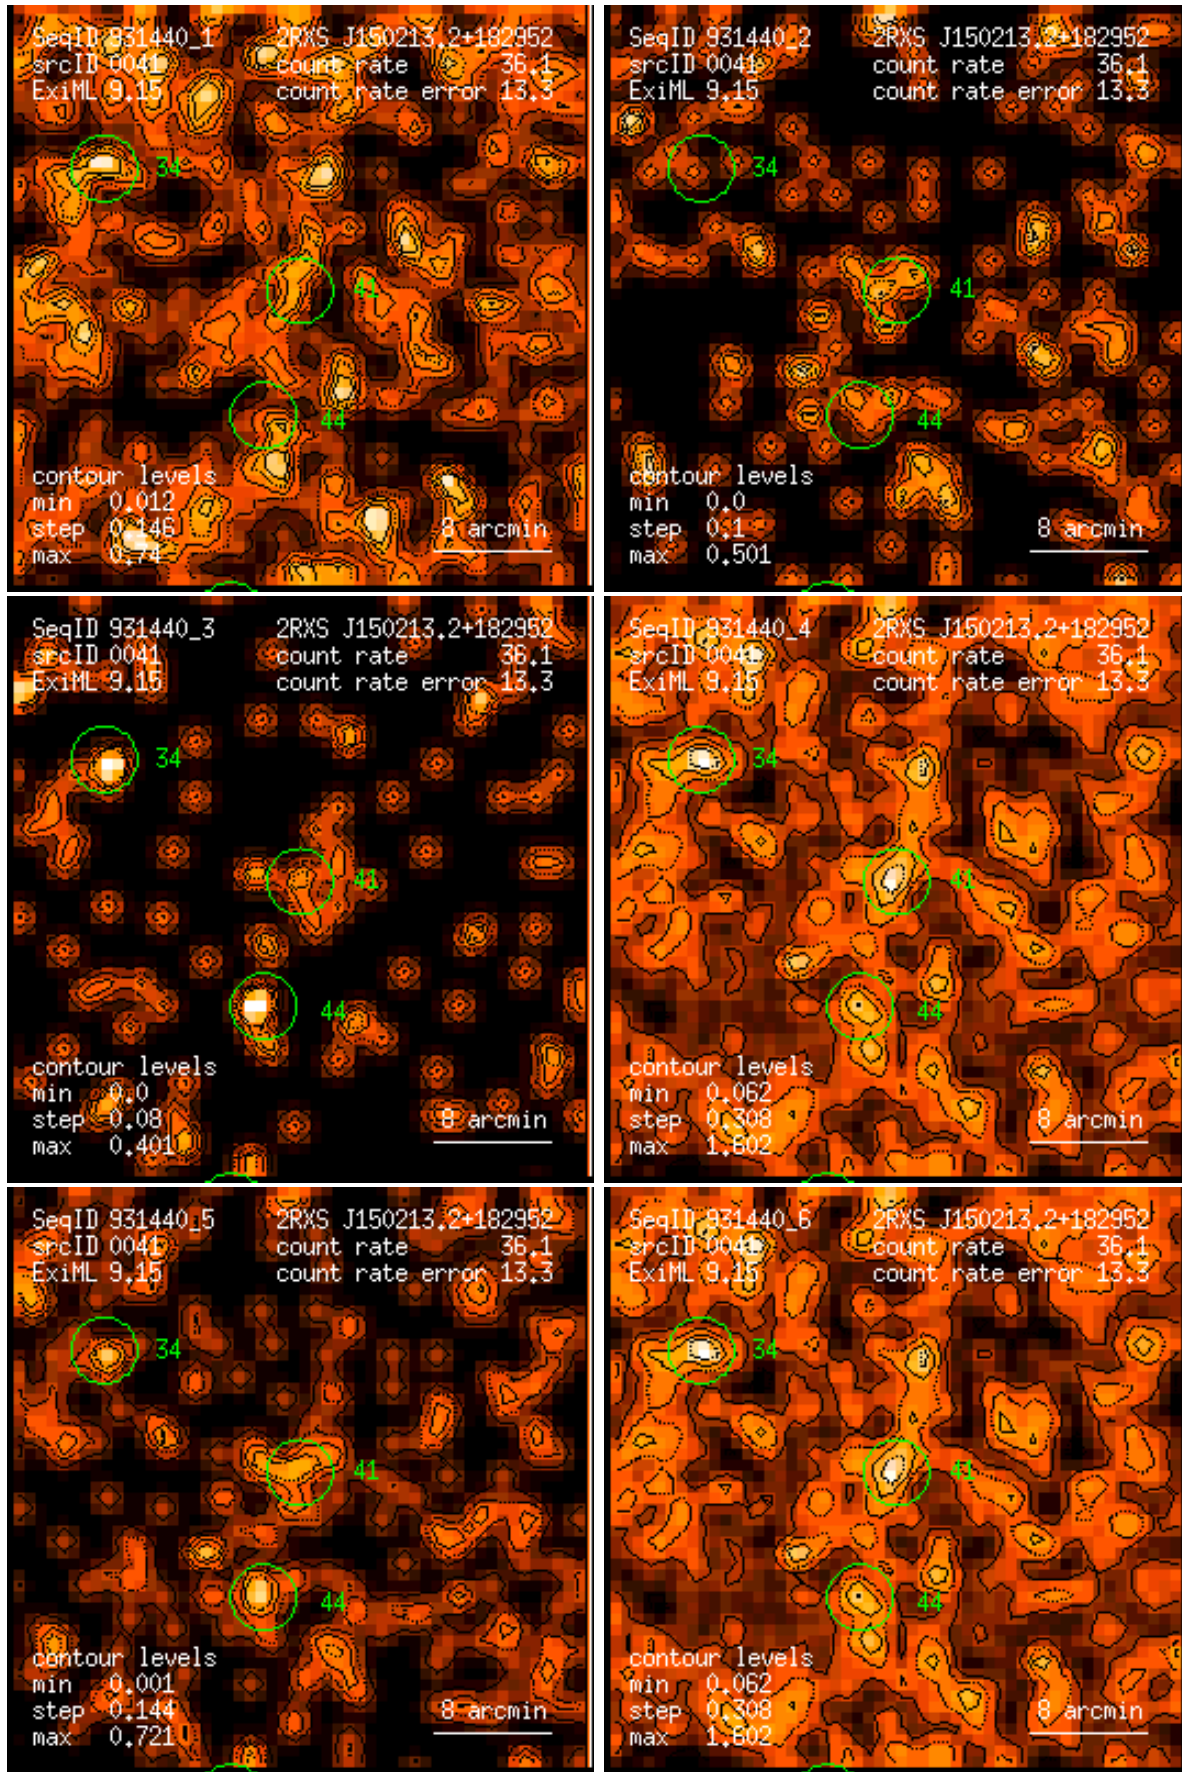 SeqID 931440_1 2RXS J150213.2+182952
srcID 0041 count rate 36.1
ExiML 9.15 count rate error 13.3
34
41
44
contour levels
min 0.012
step 0.146 8 arcmin
max 0.74
SeqID 931440_2 2RXS J150213.2+182952
srcID 0041 count rate 36.1
ExiML 9.15 count rate error 13.3
34
41
44
contour levels
min 0.0
step 0.1 8 arcmin
max 0.501
SeqID 931440_3 2RXS J150213.2+182952
srcID 0041 count rate 36.1
ExiML 9.15 count rate error 13.3
34
41
44
contour levels
min 0.0
step 0.08 8 arcmin
max 0.401
SeqID 931440_4 2RXS J150213.2+182952
srcID 0041 count rate 36.1
ExiML 9.15 count rate error 13.3
34
41
44
contour levels
min 0.062
step 0.308 8 arcmin
max 1.602
SeqID 931440_5 2RXS J150213.2+182952
srcID 0041 count rate 36.1
ExiML 9.15 count rate error 13.3
34
41
44
contour levels
min 0.001
step 0.144 8 arcmin
max 0.721
SeqID 931440_6 2RXS J150213.2+182952
srcID 0041 count rate 36.1
ExiML 9.15 count rate error 13.3
34
41
44
contour levels
min 0.062
step 0.308 8 arcmin
max 1.602